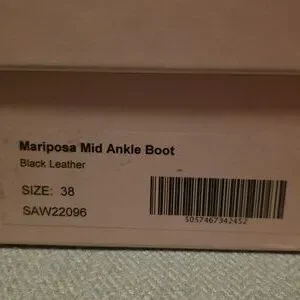 Mariposa Mid Ankle Boot
Black Leather
SIZE: 38
SAW22096
5057467342452